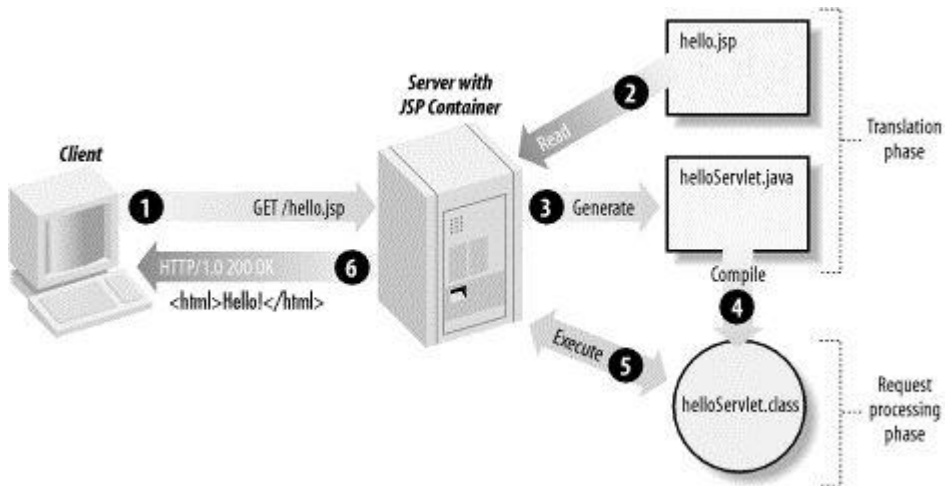 hello.jsp
Server with
JSP Container
2
Read
Translation
phase
Client
helloServlet.java
1
GET /hello.jsp
3
Generate
HTTP/1.0 200 OK
6
<html>Hello!</html>
Compile
4
Execute
5
helloServlet.class
Request
processing
phase